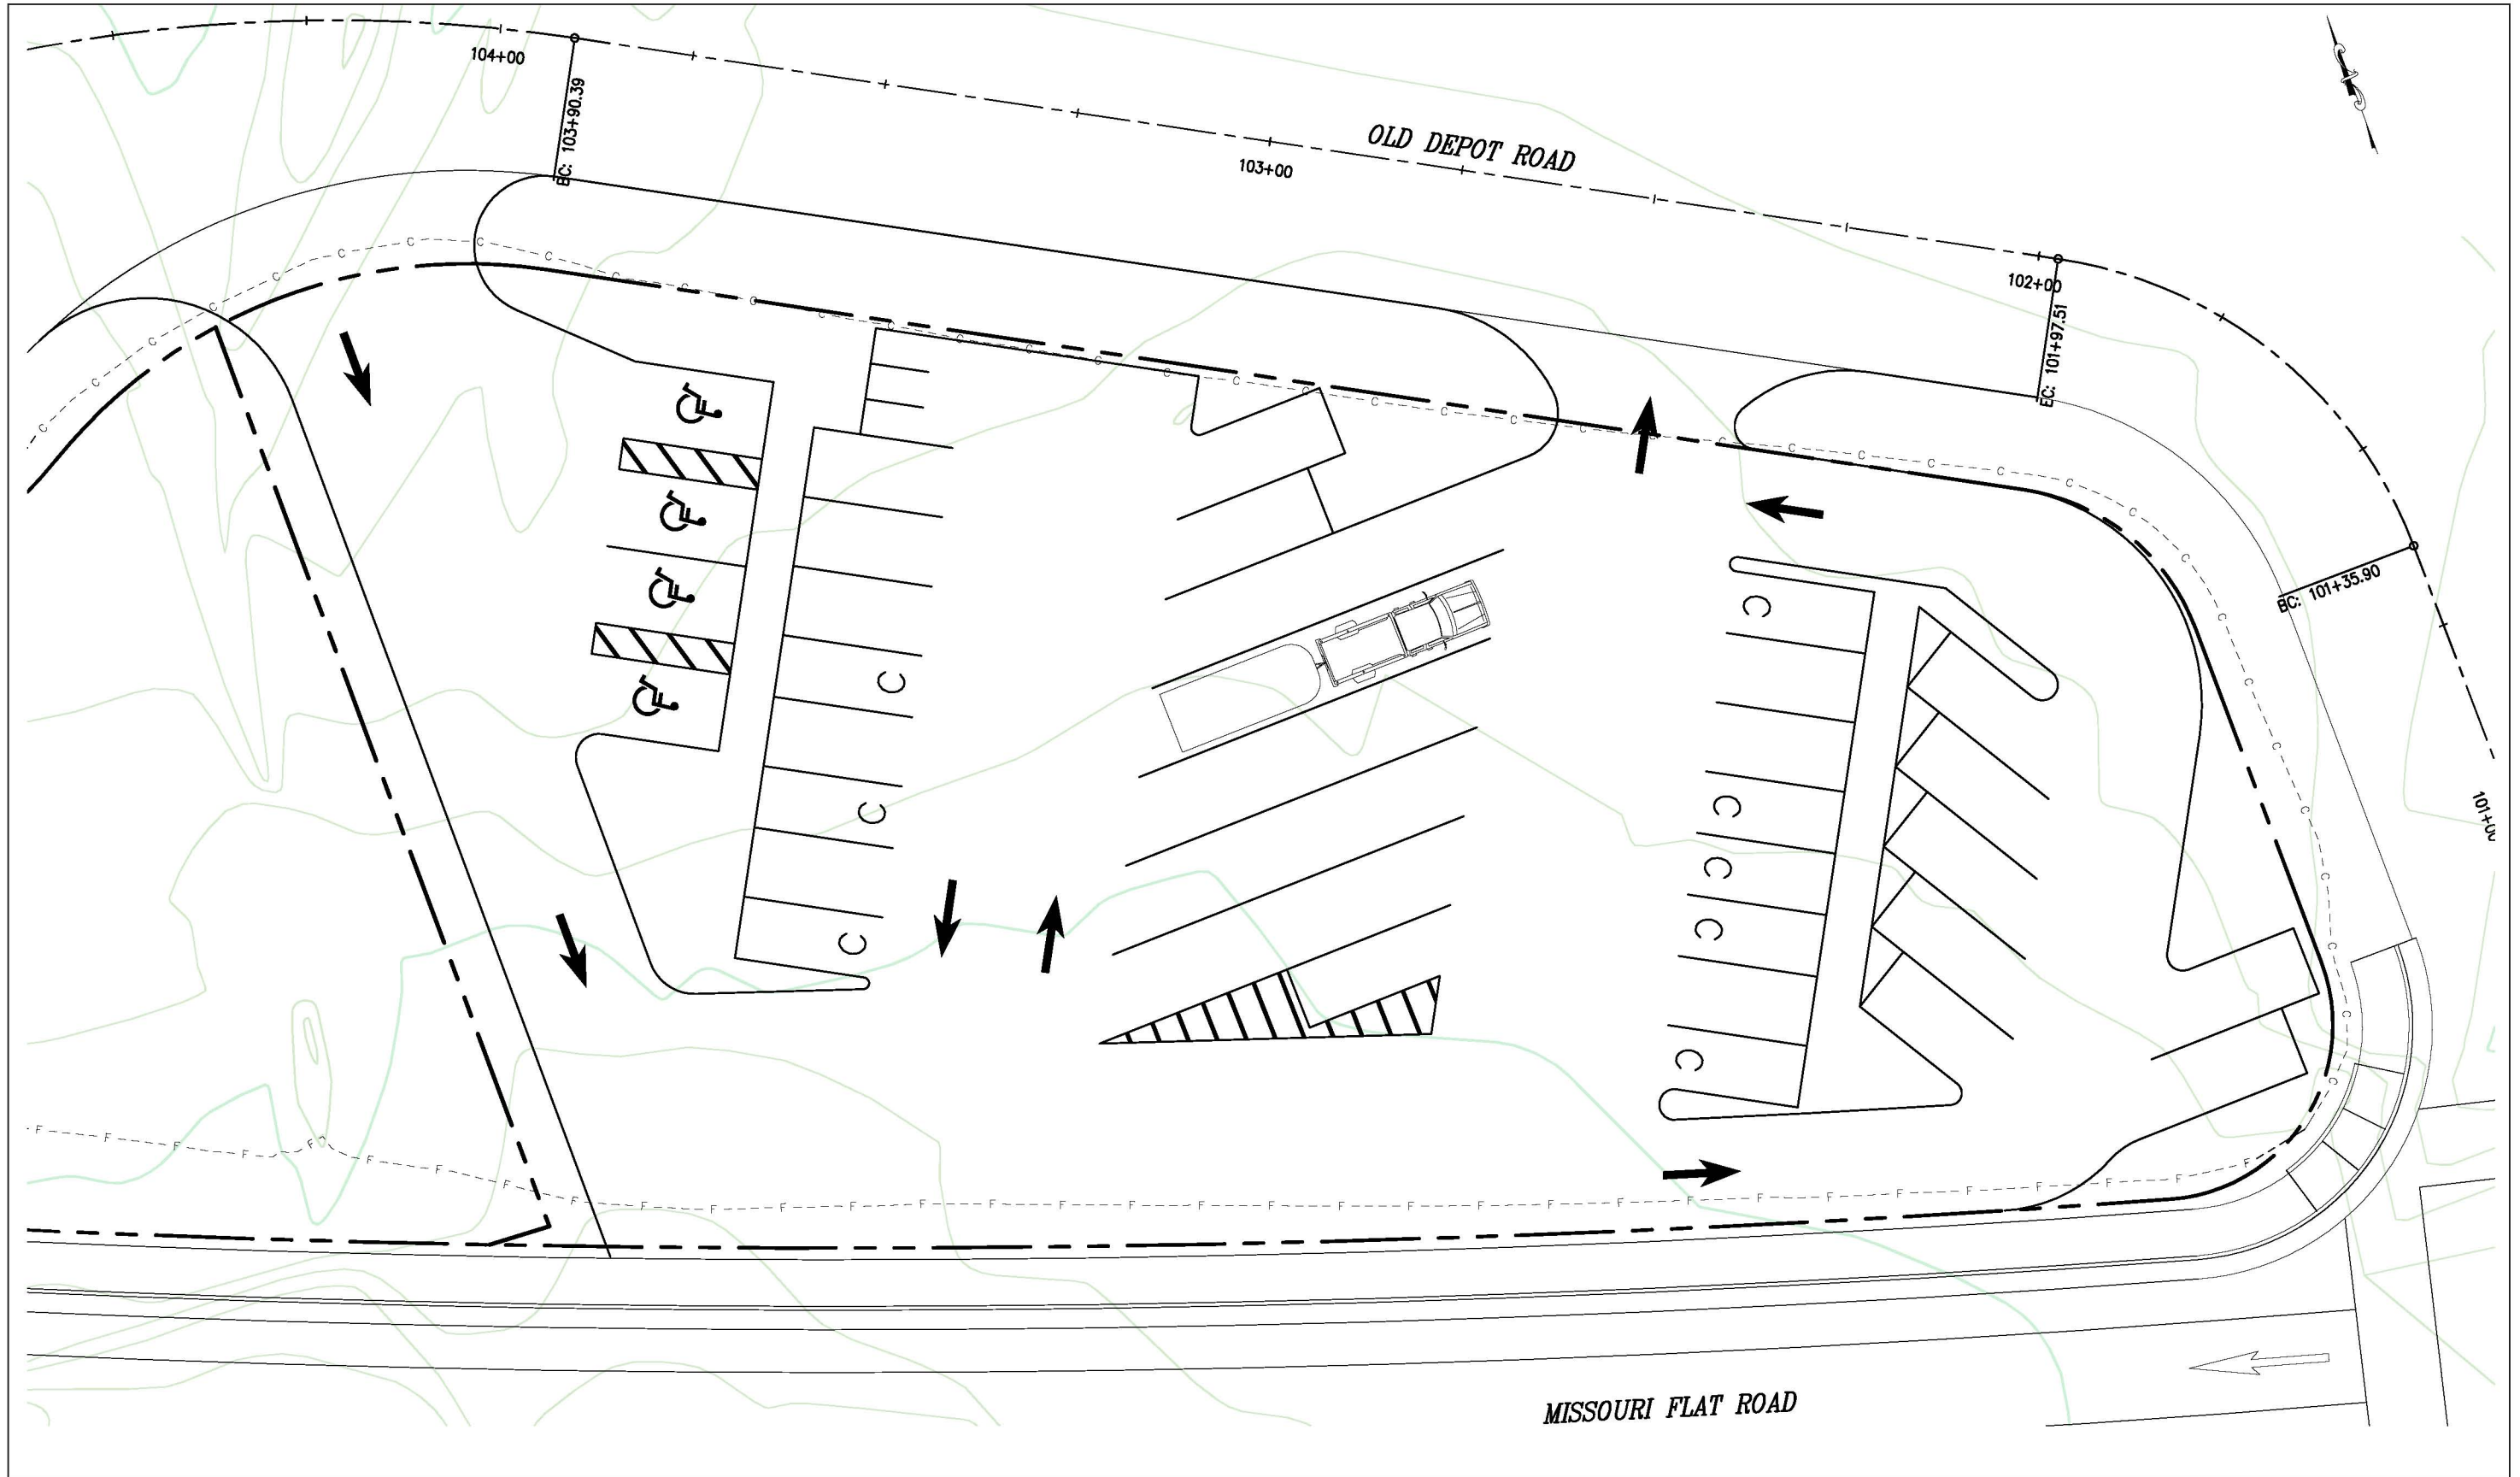 104+00
BC: 103+90.39
OLD DEPOT ROAD
103+00
102+00
EC: 101+97.51
BC: 101+35.90
C
C
C
C
C
C
C
C
MISSOURI FLAT ROAD